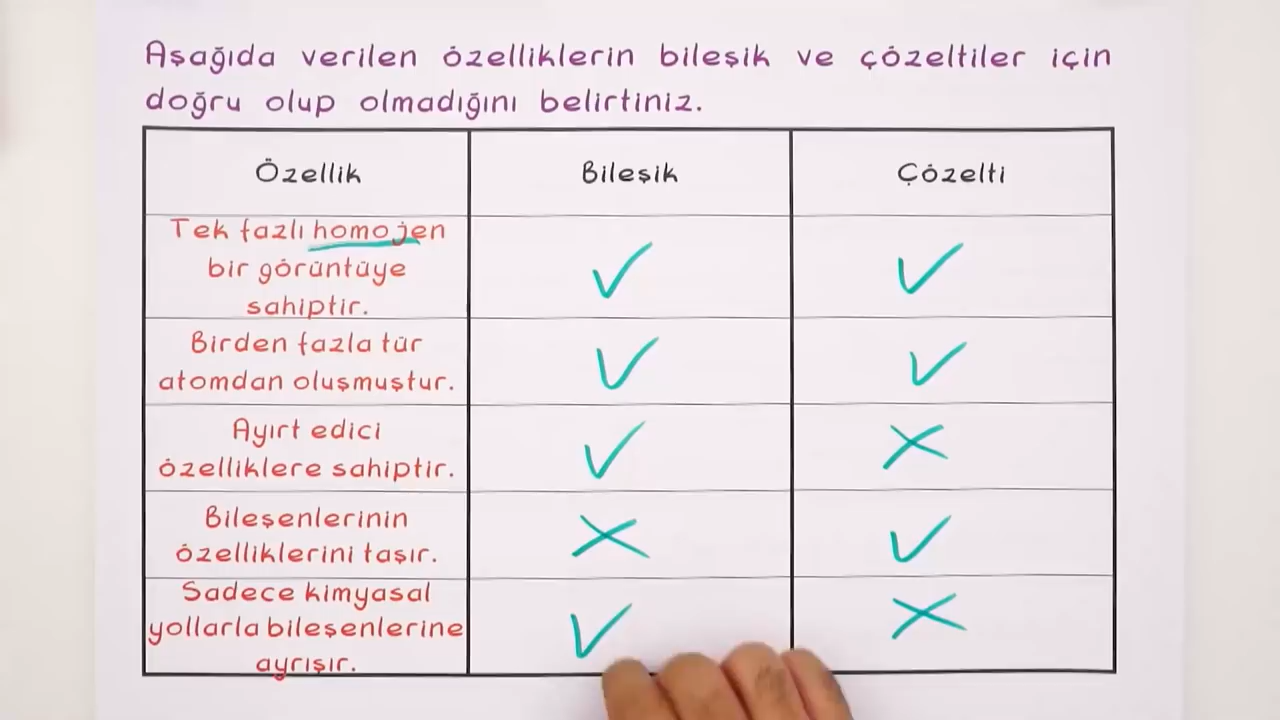 Aşağıda verilen özelliklerin bileşik ve çözeltiler için
doğru olup olmadığını belirtiniz.
Özellik
Bileşik
Çözelti
Tek fazlı homojen
bir görüntüye
sahiptir.
✓
✓
Birden fazla tür
atomdan oluşmuştur.
✓
✓
Ayırt edici
özelliklere sahiptir.
✓
X
Bileşenlerinin
özelliklerini taşır.
X
✓
Sadece kimyasal
yollarla bileşenlerine
ayrışır.
✓
X